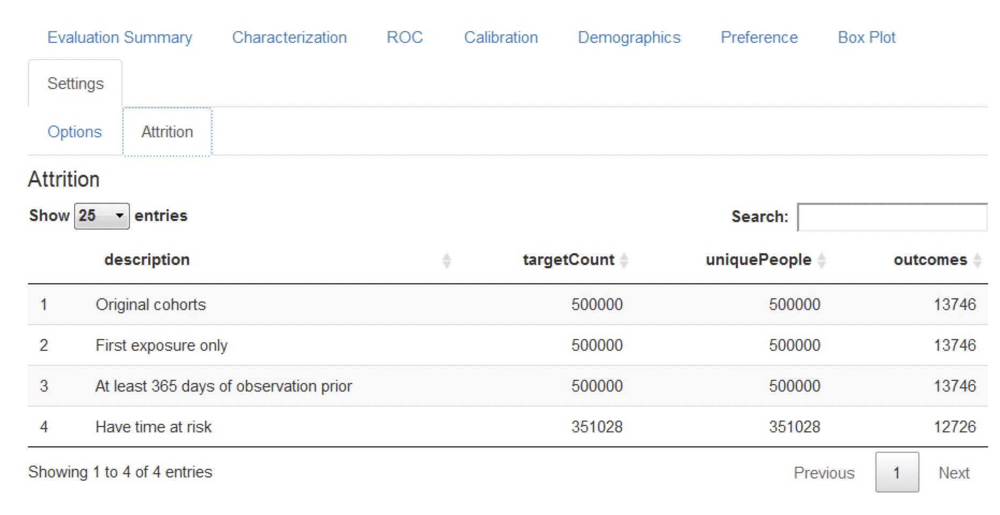 Evaluation Summary Characterization ROC Calibration Demographics Preference Box Plot
Settings
Options Attrition
Attrition
Show 25 entries Search:
description targetCount uniquePeople outcomes
1 Original cohorts 500000 500000 13746
2 First exposure only 500000 500000 13746
3 At least 365 days of observation prior 500000 500000 13746
4 Have time at risk 351028 351028 12726
Showing 1 to 4 of 4 entries Previous 1 Next